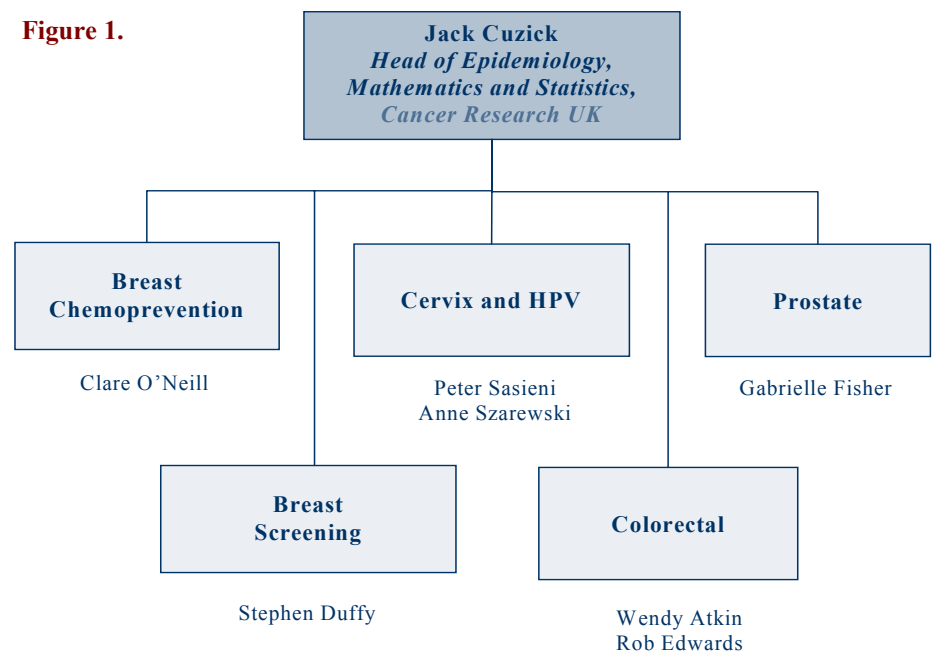 Figure 1.
Jack Cuzick
Head of Epidemiology,
Mathematics and Statistics,
Cancer Research UK
Breast
Chemoprevention
Clare O’Neill
Cervix and HPV
Peter Sasieni
Anne Szarewski
Prostate
Gabrielle Fisher
Breast
Screening
Stephen Duffy
Colorectal
Wendy Atkin
Rob Edwards